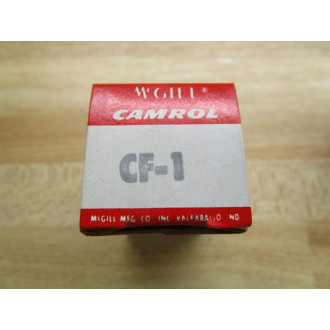 McGILL®
CAMROL
CF-1
McGILL MFG CO. INC. VALPARAISO IND